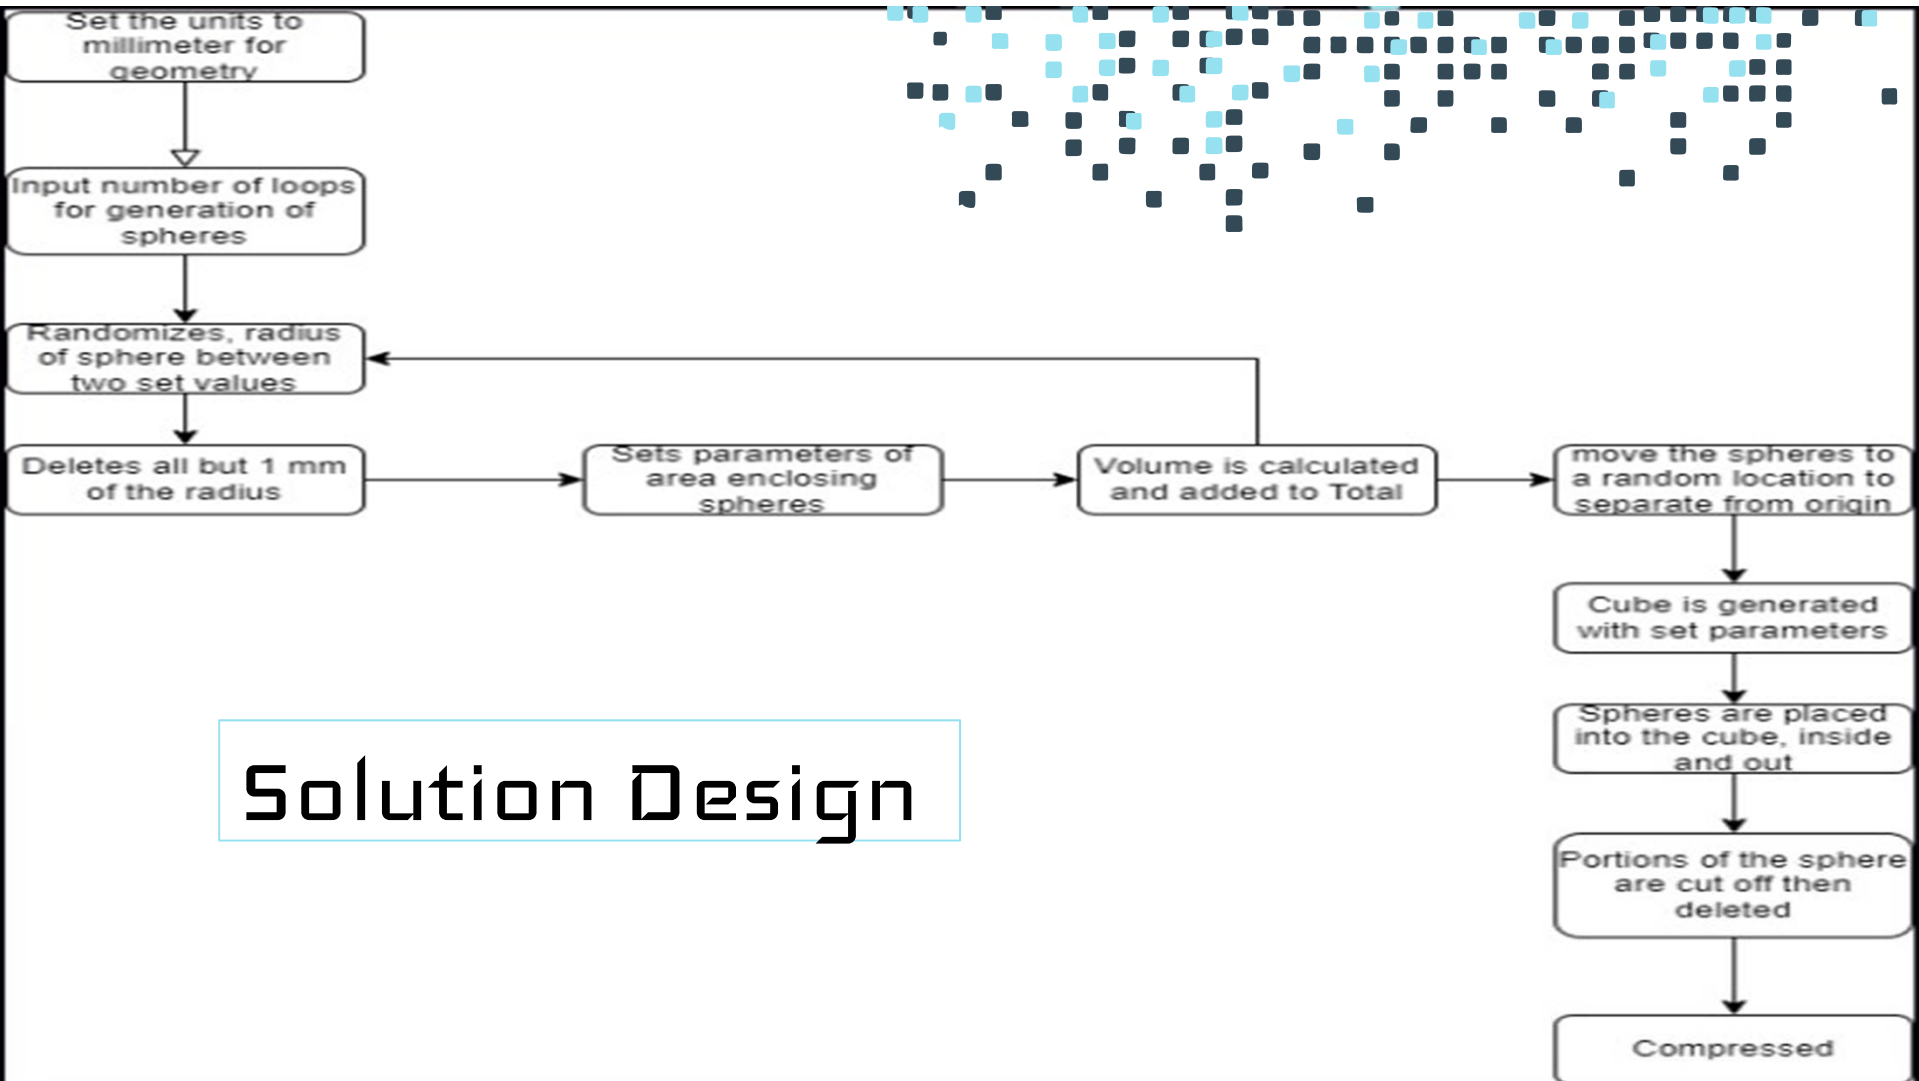 Set the units to
millimeter for
geometry
Input number of loops
for generation of
spheres
Randomizes, radius
of sphere between
two set values
Deletes all but 1 mm
of the radius
Sets parameters of
area enclosing
spheres
Volume is calculated
and added to Total
move the spheres to
a random location to
separate from origin
Cube is generated
with set parameters
Spheres are placed
into the cube, inside
and out
Portions of the sphere
are cut off then
deleted
Compressed
Solution Design